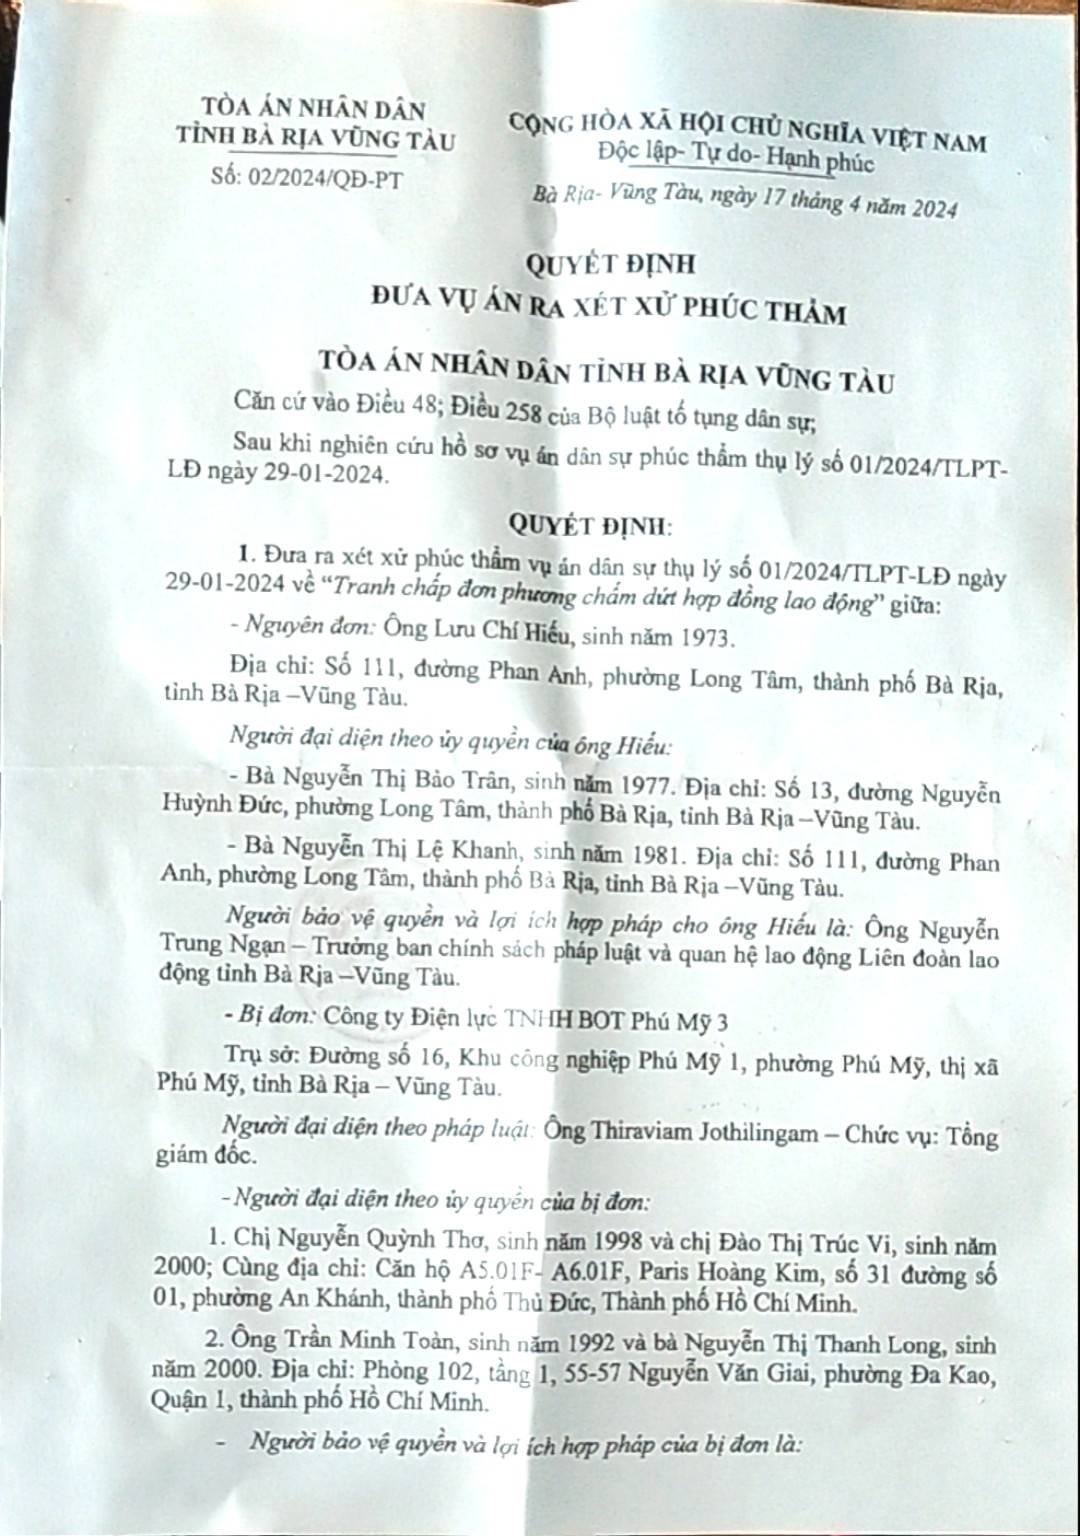 TÒA ÁN NHÂN DÂN
TỈNH BÀ RỊA VŨNG TÀU
Số: 02/2024/QĐ-PT
CỘNG HÒA XÃ HỘI CHỦ NGHĨA VIỆT NAM
Độc lập- Tự do- Hạnh phúc
Bà Rịa- Vũng Tàu, ngày 17 tháng 4 năm 2024
QUYẾT ĐỊNH
ĐƯA VỤ ÁN RA XÉT XỬ PHÚC THẨM
TÒA ÁN NHÂN DÂN TỈNH BÀ RỊA VŨNG TÀU
Căn cứ vào Điều 48; Điều 258 của Bộ luật tố tụng dân sự;
Sau khi nghiên cứu hồ sơ vụ án dân sự phúc thẩm thụ lý số 01/2024/TLPT-
LĐ ngày 29-01-2024.
QUYẾT ĐỊNH:
1. Đưa ra xét xử phúc thẩm vụ án dân sự thụ lý số 01/2024/TLPT-LĐ ngày
29-01-2024 về “Tranh chấp đơn phương chấm dứt hợp đồng lao động” giữa:
- Nguyên đơn: Ông Lưu Chí Hiếu, sinh năm 1973.
Địa chỉ: Số 111, đường Phan Anh, phường Long Tâm, thành phố Bà Rịa,
tỉnh Bà Rịa –Vũng Tàu.
Người đại diện theo ủy quyền của ông Hiếu:
- Bà Nguyễn Thị Bảo Trân, sinh năm 1977. Địa chỉ: Số 13, đường Nguyễn
Huỳnh Đức, phường Long Tâm, thành phố Bà Rịa, tỉnh Bà Rịa –Vũng Tàu.
- Bà Nguyễn Thị Lệ Khanh, sinh năm 1981. Địa chỉ: Số 111, đường Phan
Anh, phường Long Tâm, thành phố Bà Rịa, tỉnh Bà Rịa –Vũng Tàu.
Người bảo vệ quyền và lợi ích hợp pháp cho ông Hiếu là: Ông Nguyễn
Trung Ngạn – Trưởng ban chính sách pháp luật và quan hệ lao động Liên đoàn lao
động tỉnh Bà Rịa –Vũng Tàu.
- Bị đơn: Công ty Điện lực TNHH BOT Phú Mỹ 3
Trụ sở: Đường số 16, Khu công nghiệp Phú Mỹ 1, phường Phú Mỹ, thị xã
Phú Mỹ, tỉnh Bà Rịa – Vũng Tàu.
Người đại diện theo pháp luật: Ông Thiraviam Jothilingam – Chức vụ: Tổng
giám đốc.
-Người đại diện theo ủy quyền của bị đơn:
1. Chị Nguyễn Quỳnh Thơ, sinh năm 1998 và chị Đào Thị Trúc Vi, sinh năm
2000; Cùng địa chỉ: Căn hộ A5.01F- A6.01F, Paris Hoàng Kim, số 31 đường số
01, phường An Khánh, thành phố Thủ Đức, Thành phố Hồ Chí Minh.
2. Ông Trần Minh Toàn, sinh năm 1992 và bà Nguyễn Thị Thanh Long, sinh
năm 2000. Địa chỉ: Phòng 102, tầng 1, 55-57 Nguyễn Văn Giai, phường Đa Kao,
Quận 1, thành phố Hồ Chí Minh.
- Người bảo vệ quyền và lợi ích hợp pháp của bị đơn là: